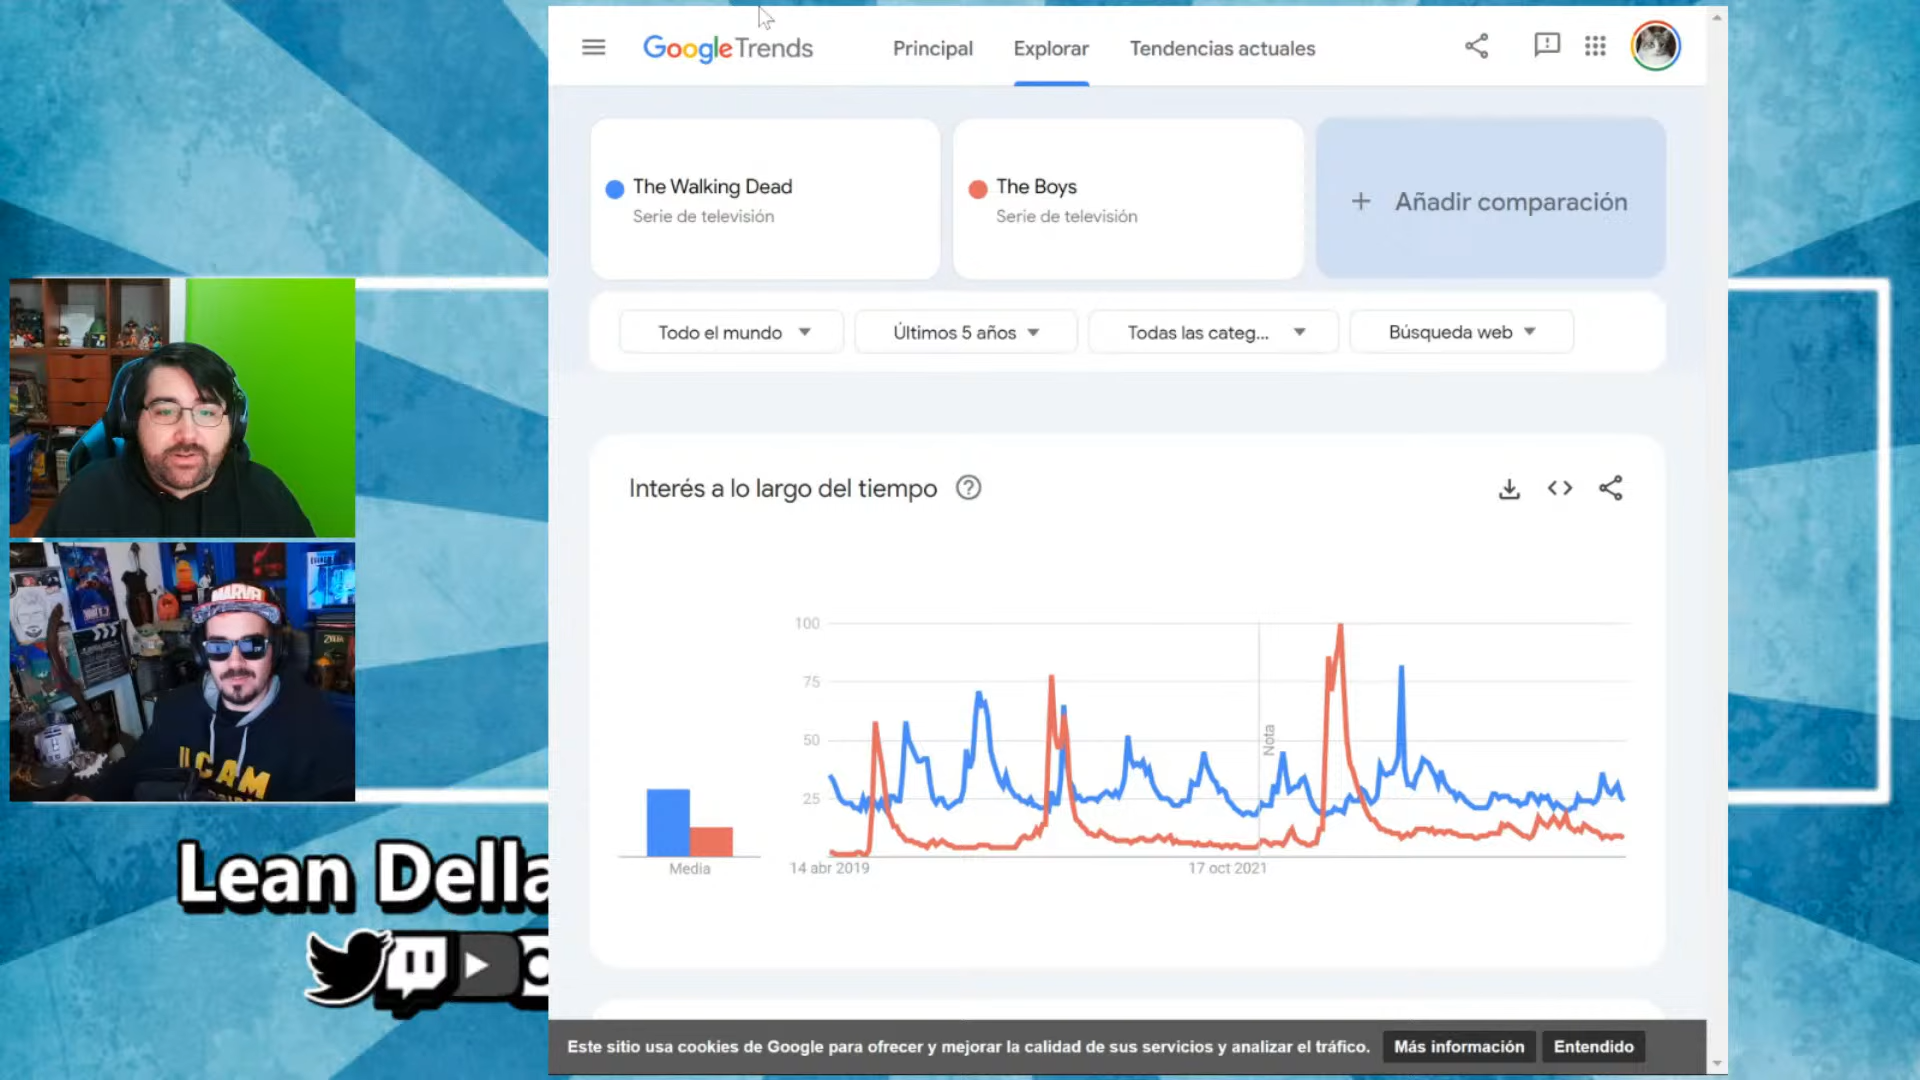 Google Trends
Principal
Explorar
Tendencias actuales
The Walking Dead
Serie de televisión
The Boys
Serie de televisión
+ Añadir comparación
Todo el mundo
Últimos 5 años
Todas las categ...
Búsqueda web
Interés a lo largo del tiempo
100
75
50
25
Nota
Media
14 abr 2019
17 oct 2021
MARVEL
ZELDA
UCAM
Lean Della
Este sitio usa cookies de Google para ofrecer y mejorar la calidad de sus servicios y analizar el tráfico.
Más información
Entendido